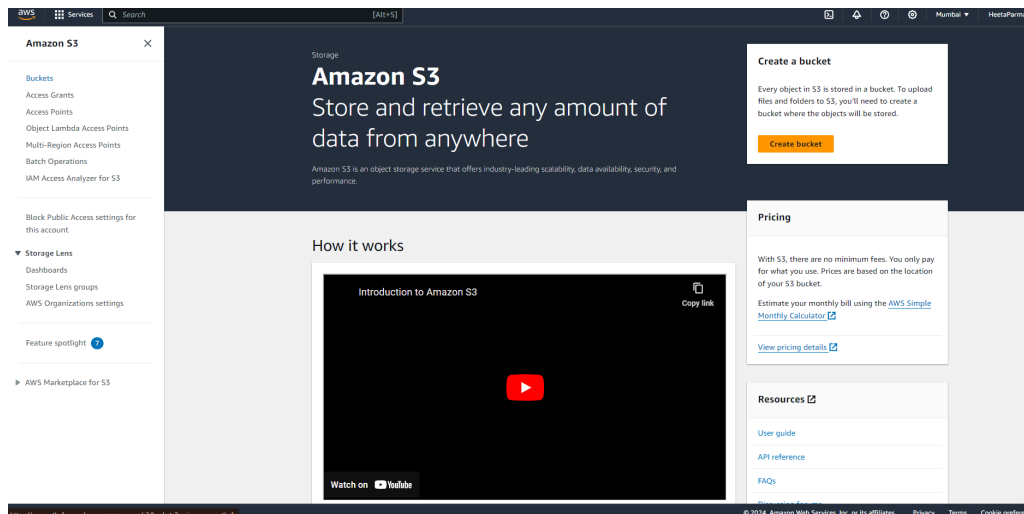 aws
Services
Search
[Alt+S]
Mumbai
HeetaParma
Amazon S3
Buckets
Access Grants
Access Points
Object Lambda Access Points
Multi-Region Access Points
Batch Operations
IAM Access Analyzer for S3
Block Public Access settings for
this account
Storage Lens
Dashboards
Storage Lens groups
AWS Organizations settings
Feature spotlight 7
AWS Marketplace for S3
Storage
Amazon S3
Store and retrieve any amount of
data from anywhere
Amazon S3 is an object storage service that offers industry-leading scalability, data availability, security, and
performance.
Create a bucket
Every object in S3 is stored in a bucket. To upload
files and folders to S3, you'll need to create a
bucket where the objects will be stored.
Create bucket
How it works
Introduction to Amazon S3
Copy link
Watch on YouTube
Pricing
With S3, there are no minimum fees. You only pay
for what you use. Prices are based on the location
of your S3 bucket.
Estimate your monthly bill using the AWS Simple
Monthly Calculator
View pricing details
Resources
User guide
API reference
FAQs
© 2024, Amazon Web Services, Inc. or its affiliates.
Privacy
Terms
Cookie prefere